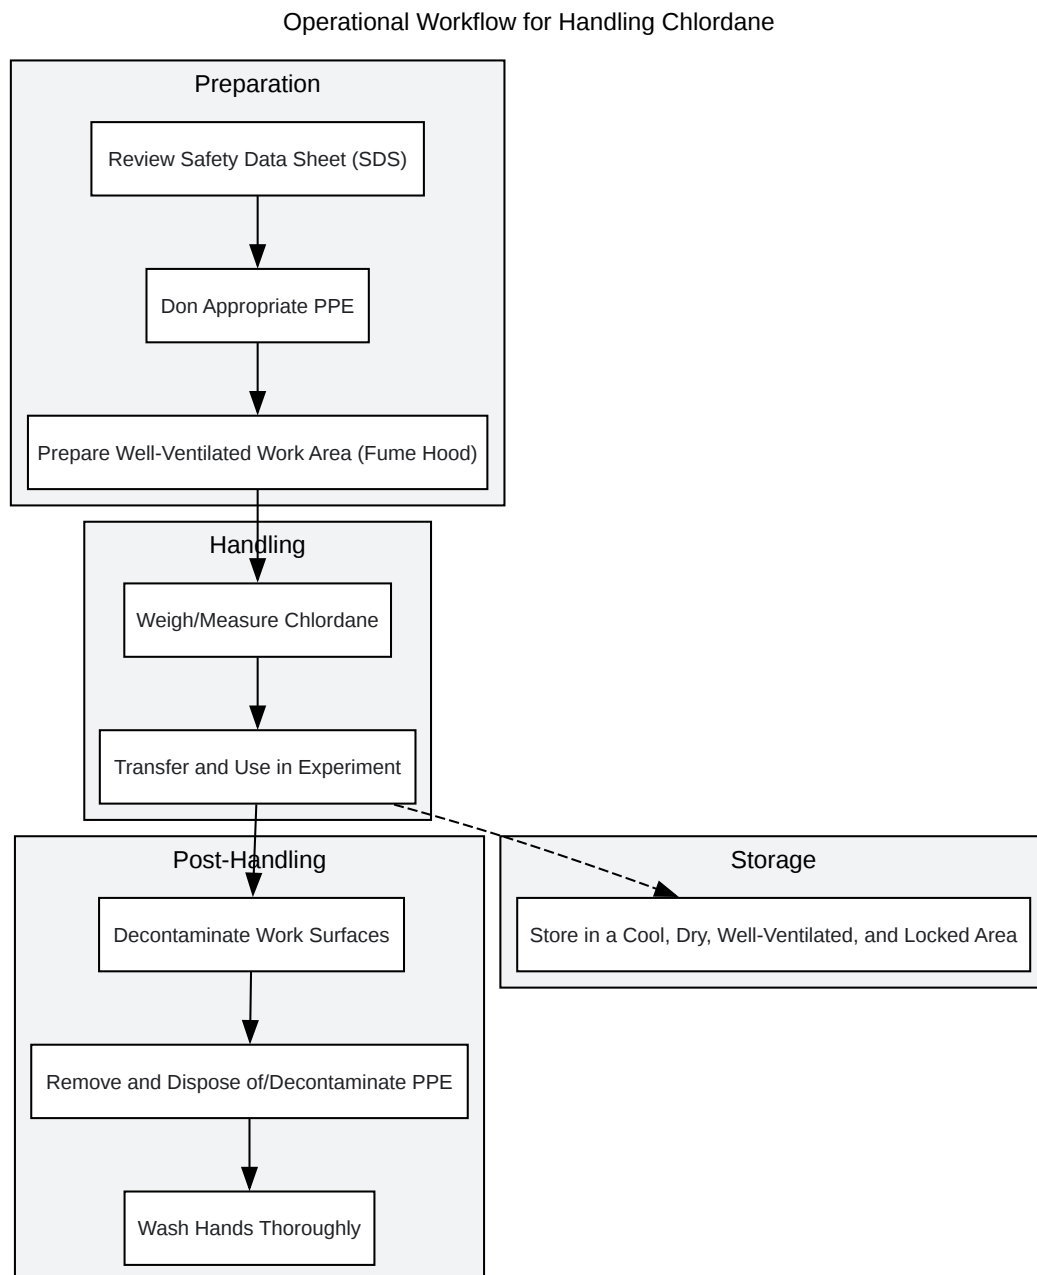 Operational Workflow for Handling Chlordane
Preparation
Review Safety Data Sheet (SDS)
Don Appropriate PPE
Prepare Well-Ventilated Work Area (Fume Hood)
Handling
Weigh/Measure Chlordane
Transfer and Use in Experiment
Post-Handling
Decontaminate Work Surfaces
Remove and Dispose of/Decontaminate PPE
Wash Hands Thoroughly
Storage
Store in a Cool, Dry, Well-Ventilated, and Locked Area